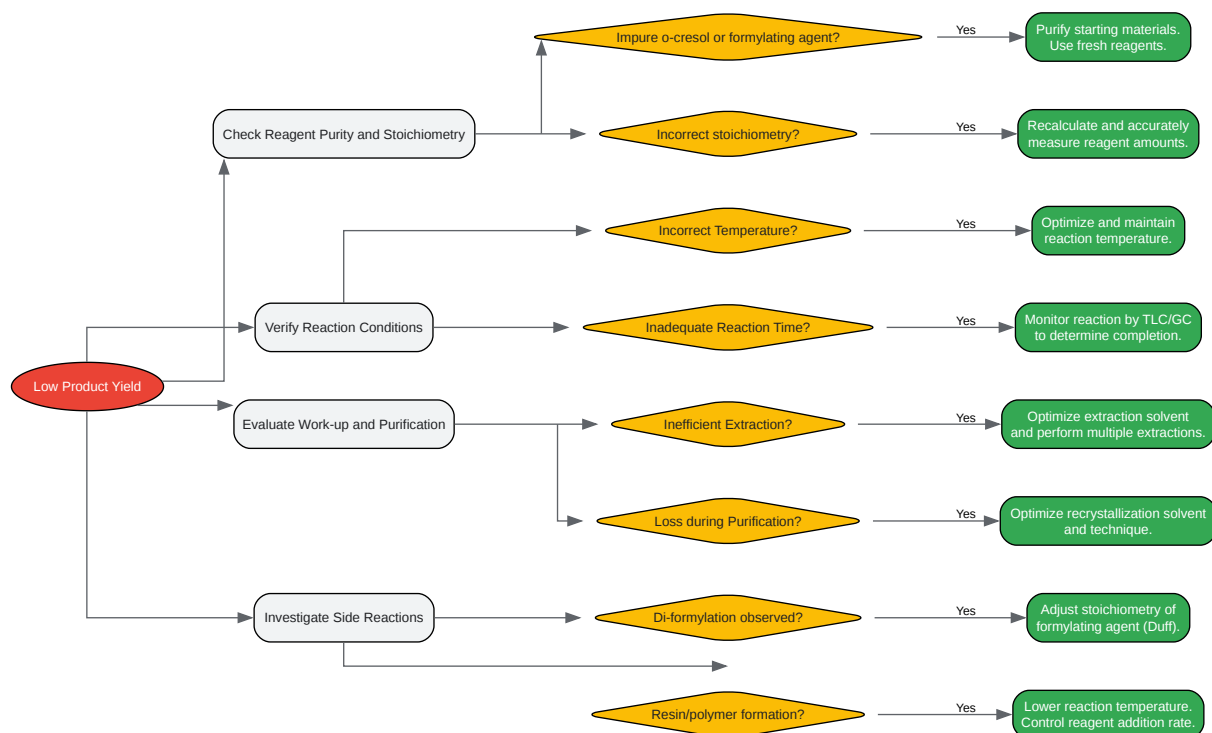 Impure o-cresol or formylating agent?
Yes
Purify starting materials.
Use fresh reagents.
Check Reagent Purity and Stoichiometry
Incorrect stoichiometry?
Yes
Recalculate and accurately
measure reagent amounts.
Incorrect Temperature?
Yes
Optimize and maintain
reaction temperature.
Verify Reaction Conditions
Inadequate Reaction Time?
Yes
Monitor reaction by TLC/GC
to determine completion.
Low Product Yield
Evaluate Work-up and Purification
Inefficient Extraction?
Yes
Optimize extraction solvent
and perform multiple extractions.
Loss during Purification?
Yes
Optimize recrystallization solvent
and technique.
Investigate Side Reactions
Di-formylation observed?
Yes
Adjust stoichiometry of
formylating agent (Duff).
Resin/polymer formation?
Yes
Lower reaction temperature.
Control reagent addition rate.